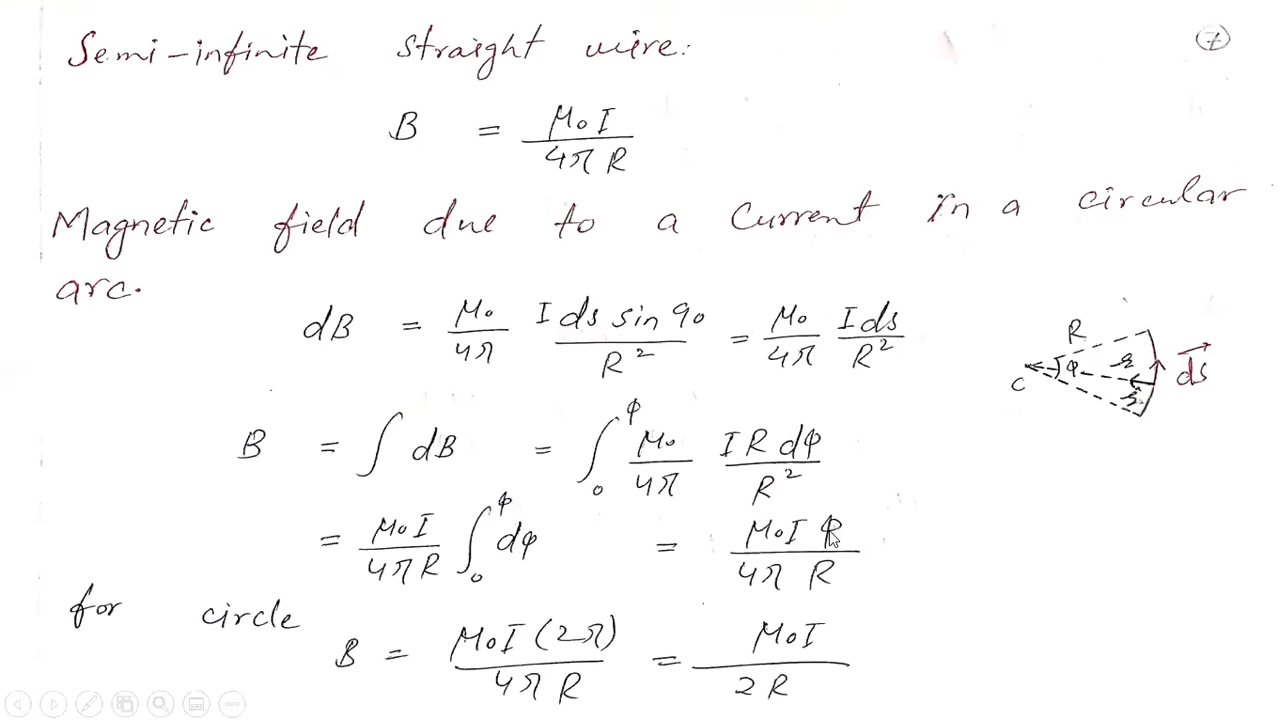 Semi-infinite straight wire:
7
B = μ₀I / 4πR
Magnetic field due to a current in a circular
arc.
dB = μ₀/4π I ds sin 90 / R² = μ₀/4π I ds / R²
R
φ
r
C
r̂
ds⃗
B = ∫ dB = ∫₀^φ μ₀/4π I R dφ / R²
= μ₀I / 4πR ∫₀^φ dφ = μ₀I φ / 4π R
for circle
B = μ₀I (2π) / 4π R = μ₀I / 2R